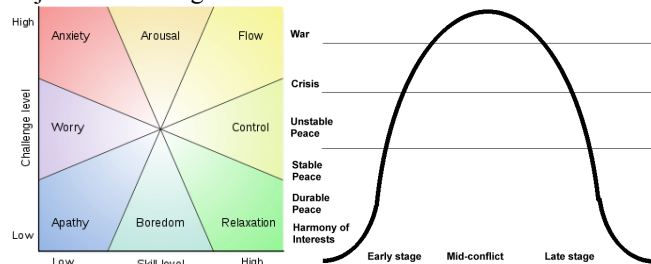 High
Anxiety
Arousal
Flow
Challenge level
Worry
Control
Apathy
Boredom
Relaxation
Low
Low
Skill level
High
War
Crisis
Unstable
Peace
Stable
Peace
Durable
Peace
Harmony of
Interests
Early stage
Mid-conflict
Late stage